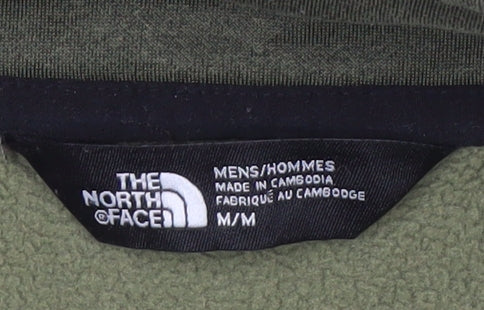 THE
NORTH
®FACE
MENS/HOMMES
MADE IN CAMBODIA
FABRIQUÉ AU CAMBODGE
M/M